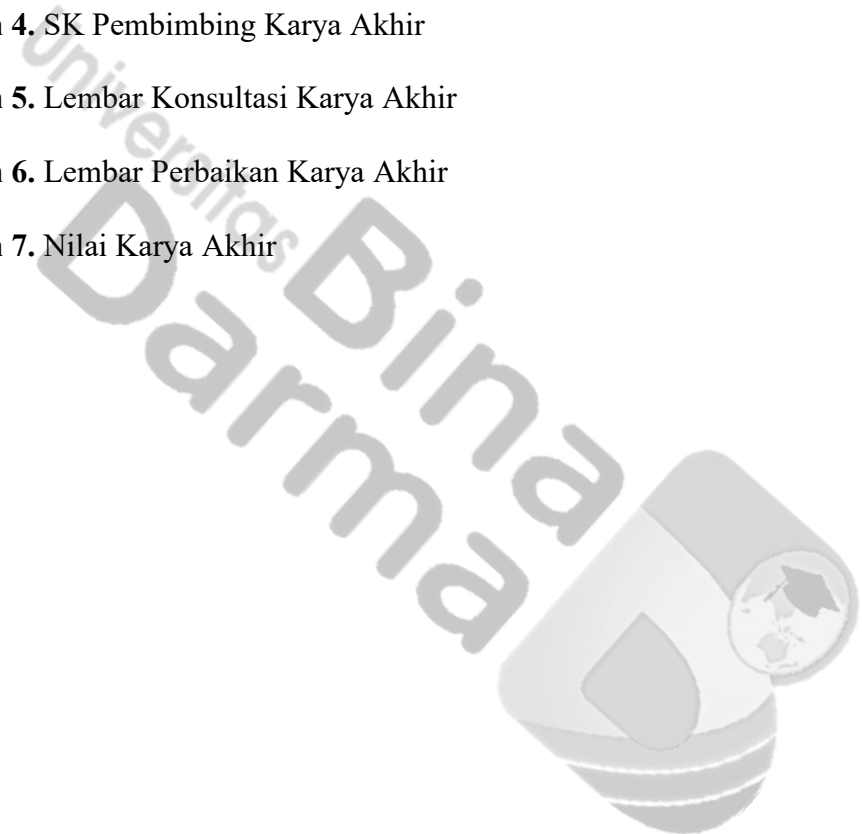 n 4. SK Pembimbing Karya Akhir
n 5. Lembar Konsultasi Karya Akhir
n 6. Lembar Perbaikan Karya Akhir
n 7. Nilai Karya Akhir
Universitas
Bina
Darma